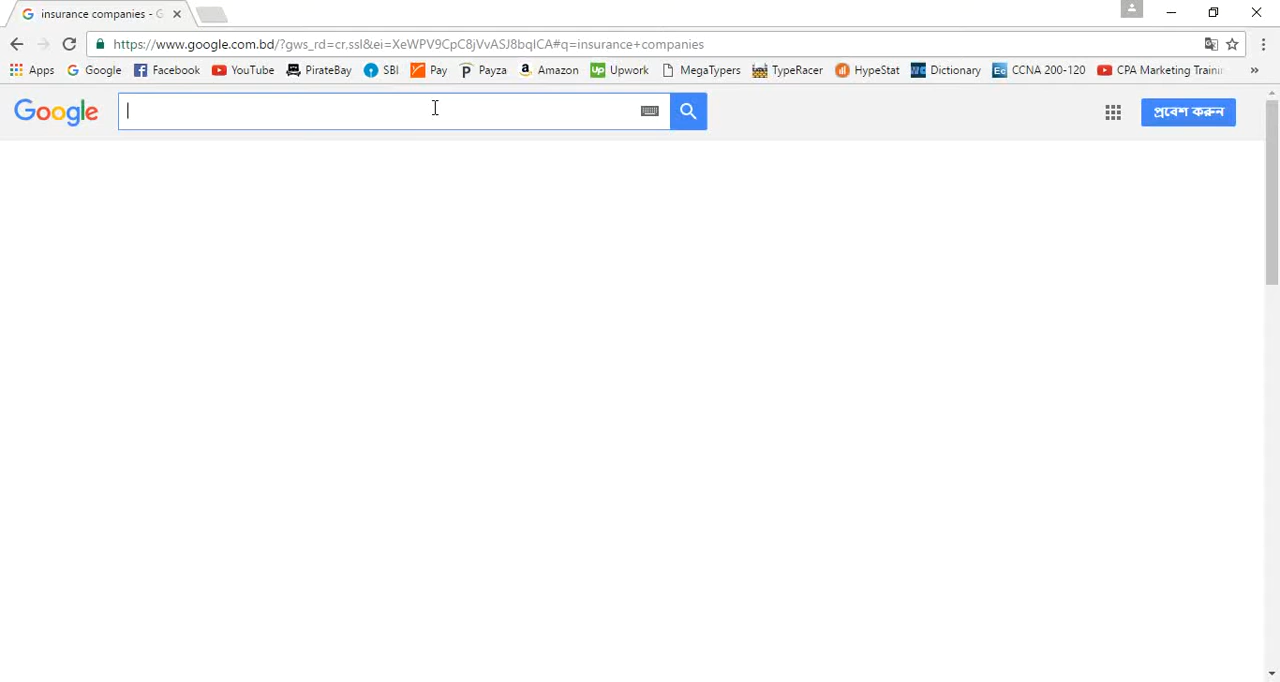 insurance companies - G
https://www.google.com.bd/?gws_rd=cr,ssl&ei=XeWPV9CpC8jVvASJ8bqICA#q=insurance+companies
Apps Google Facebook YouTube PirateBay SBI Pay Payza Amazon Upwork MegaTypers TypeRacer HypeStat Dictionary CCNA 200-120 CPA Marketing Trainin »
Google প্রবেশ করুন